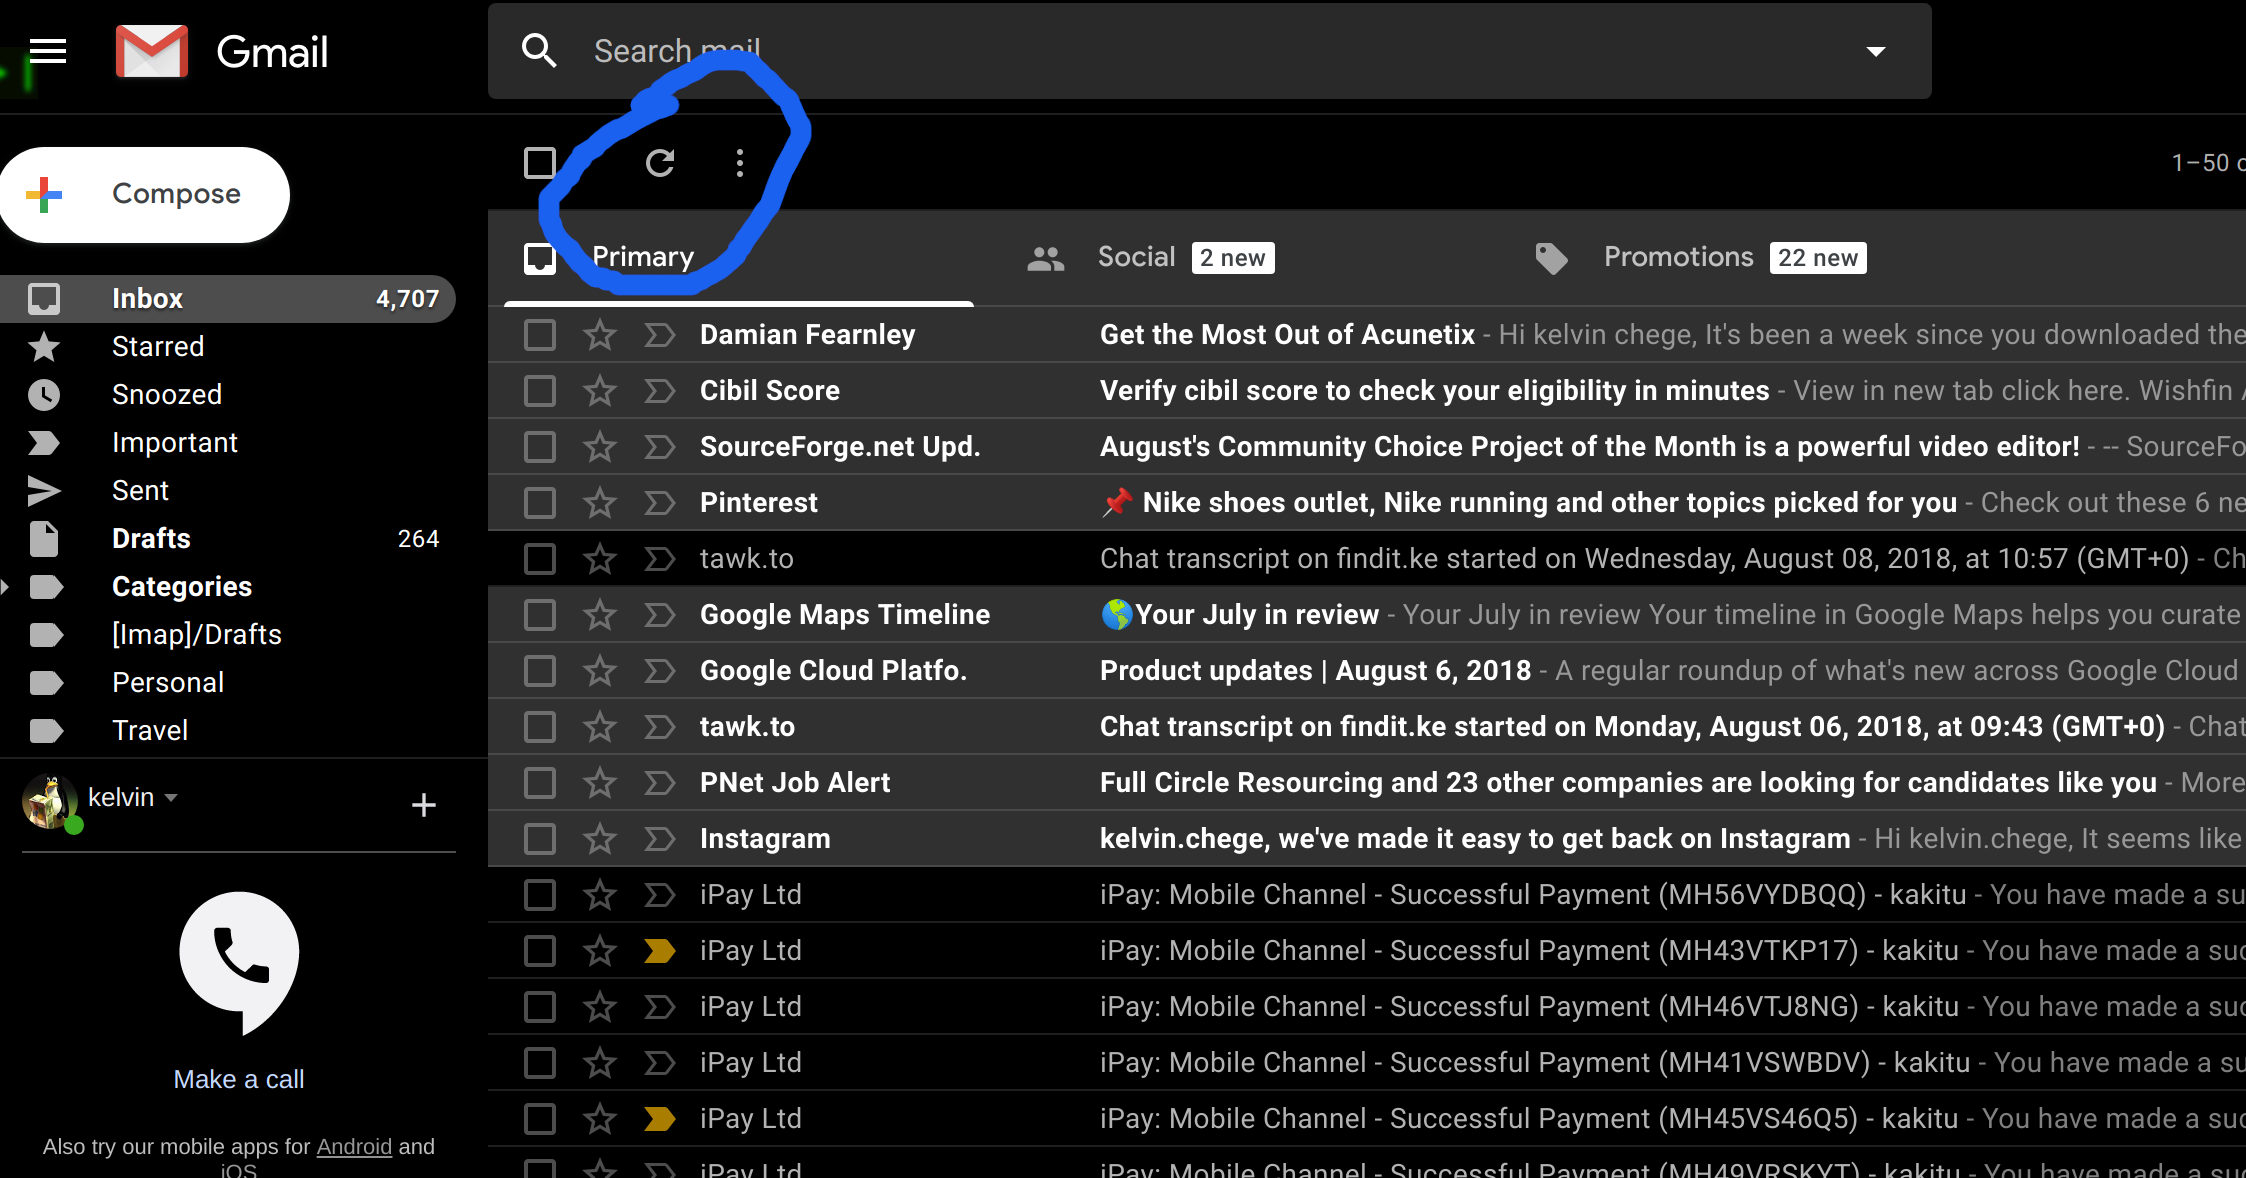 Gmail
Search mail
Compose
1–50
Primary
Social 2 new
Promotions 22 new
Inbox 4,707
Starred
Snoozed
Important
Sent
Drafts 264
Categories
[Imap]/Drafts
Personal
Travel
kelvin
Make a call
Also try our mobile apps for Android and
iOS
Damian Fearnley Get the Most Out of Acunetix - Hi kelvin chege, It's been a week since you downloaded the
Cibil Score Verify cibil score to check your eligibility in minutes - View in new tab click here. Wishfin
SourceForge.net Upd. August's Community Choice Project of the Month is a powerful video editor! - -- SourceFo
Pinterest 📌 Nike shoes outlet, Nike running and other topics picked for you - Check out these 6 ne
tawk.to Chat transcript on findit.ke started on Wednesday, August 08, 2018, at 10:57 (GMT+0) - Ch
Google Maps Timeline 🌎Your July in review - Your July in review Your timeline in Google Maps helps you curate
Google Cloud Platfo. Product updates | August 6, 2018 - A regular roundup of what's new across Google Cloud
tawk.to Chat transcript on findit.ke started on Monday, August 06, 2018, at 09:43 (GMT+0) - Chat
PNet Job Alert Full Circle Resourcing and 23 other companies are looking for candidates like you - More
Instagram kelvin.chege, we've made it easy to get back on Instagram - Hi kelvin.chege, It seems like
iPay Ltd iPay: Mobile Channel - Successful Payment (MH56VYDBQQ) - kakitu - You have made a su
iPay Ltd iPay: Mobile Channel - Successful Payment (MH43VTKP17) - kakitu - You have made a suc
iPay Ltd iPay: Mobile Channel - Successful Payment (MH46VTJ8NG) - kakitu - You have made a suc
iPay Ltd iPay: Mobile Channel - Successful Payment (MH41VSWBDV) - kakitu - You have made a su
iPay Ltd iPay: Mobile Channel - Successful Payment (MH45VS46Q5) - kakitu - You have made a suc
iPay Ltd iPay: Mobile Channel - Successful Payment (MH49VRSKYT) - kakitu - You have made a suc